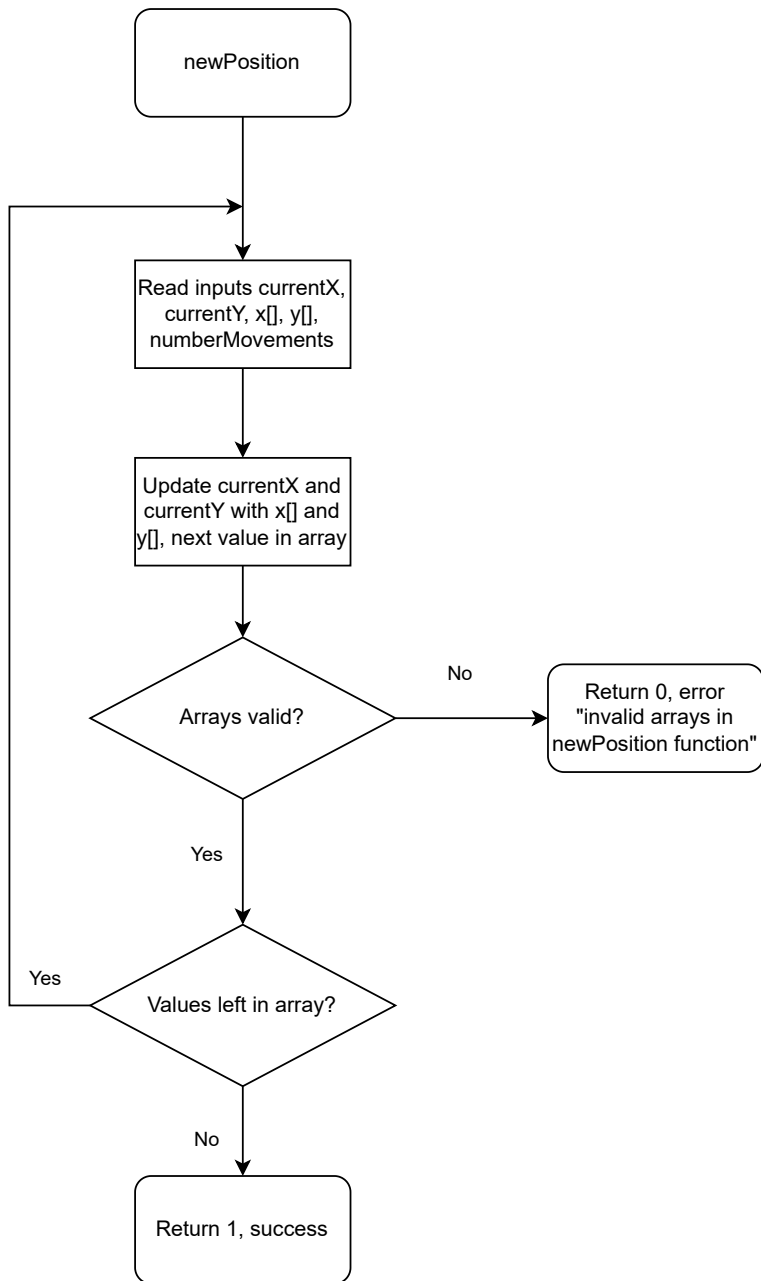 newPosition
Read inputs currentX,
currentY, x[], y[],
numberMovements
Update currentX and
currentY with x[] and
y[], next value in array
Arrays valid?
No
Return 0, error
"invalid arrays in
newPosition function"
Yes
Values left in array?
Yes
No
Return 1, success